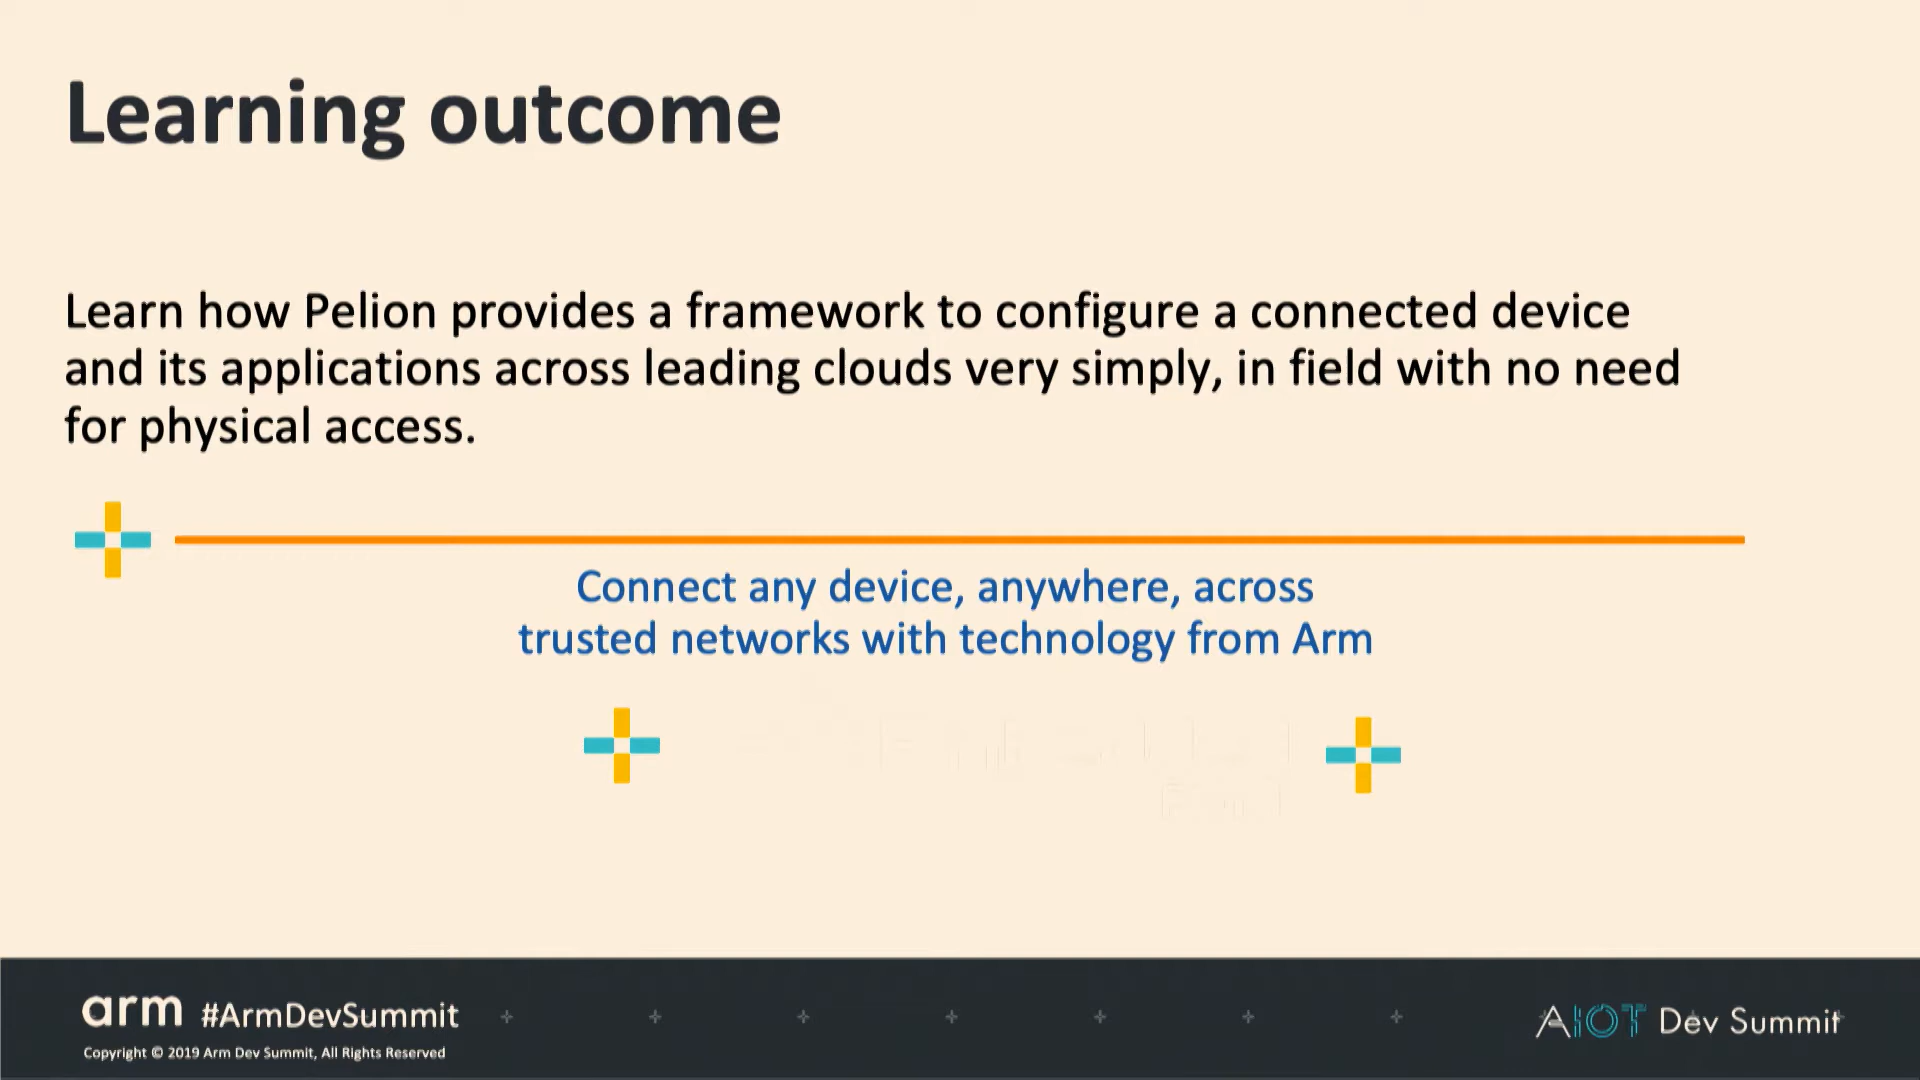 Learning outcome
Learn how Pelion provides a framework to configure a connected device
and its applications across leading clouds very simply, in field with no need
for physical access.
Connect any device, anywhere, across
trusted networks with technology from Arm
arm #ArmDevSummit
AIOT Dev Summit
Copyright © 2019 Arm Dev Summit, All Rights Reserved